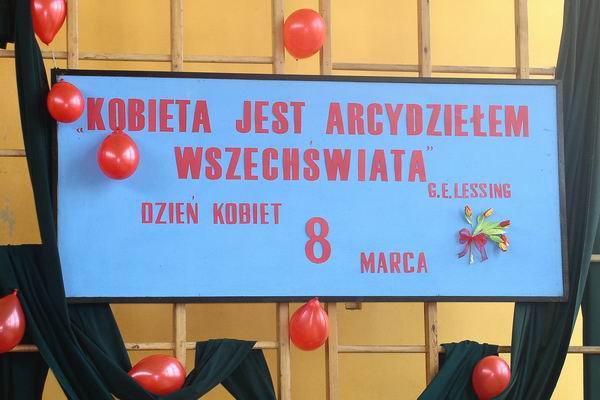 „KOBIETA JEST ARCYDZIEŁEM
WSZECHŚWIATA”
G.E. LESSING
DZIEŃ KOBIET
8
MARCA